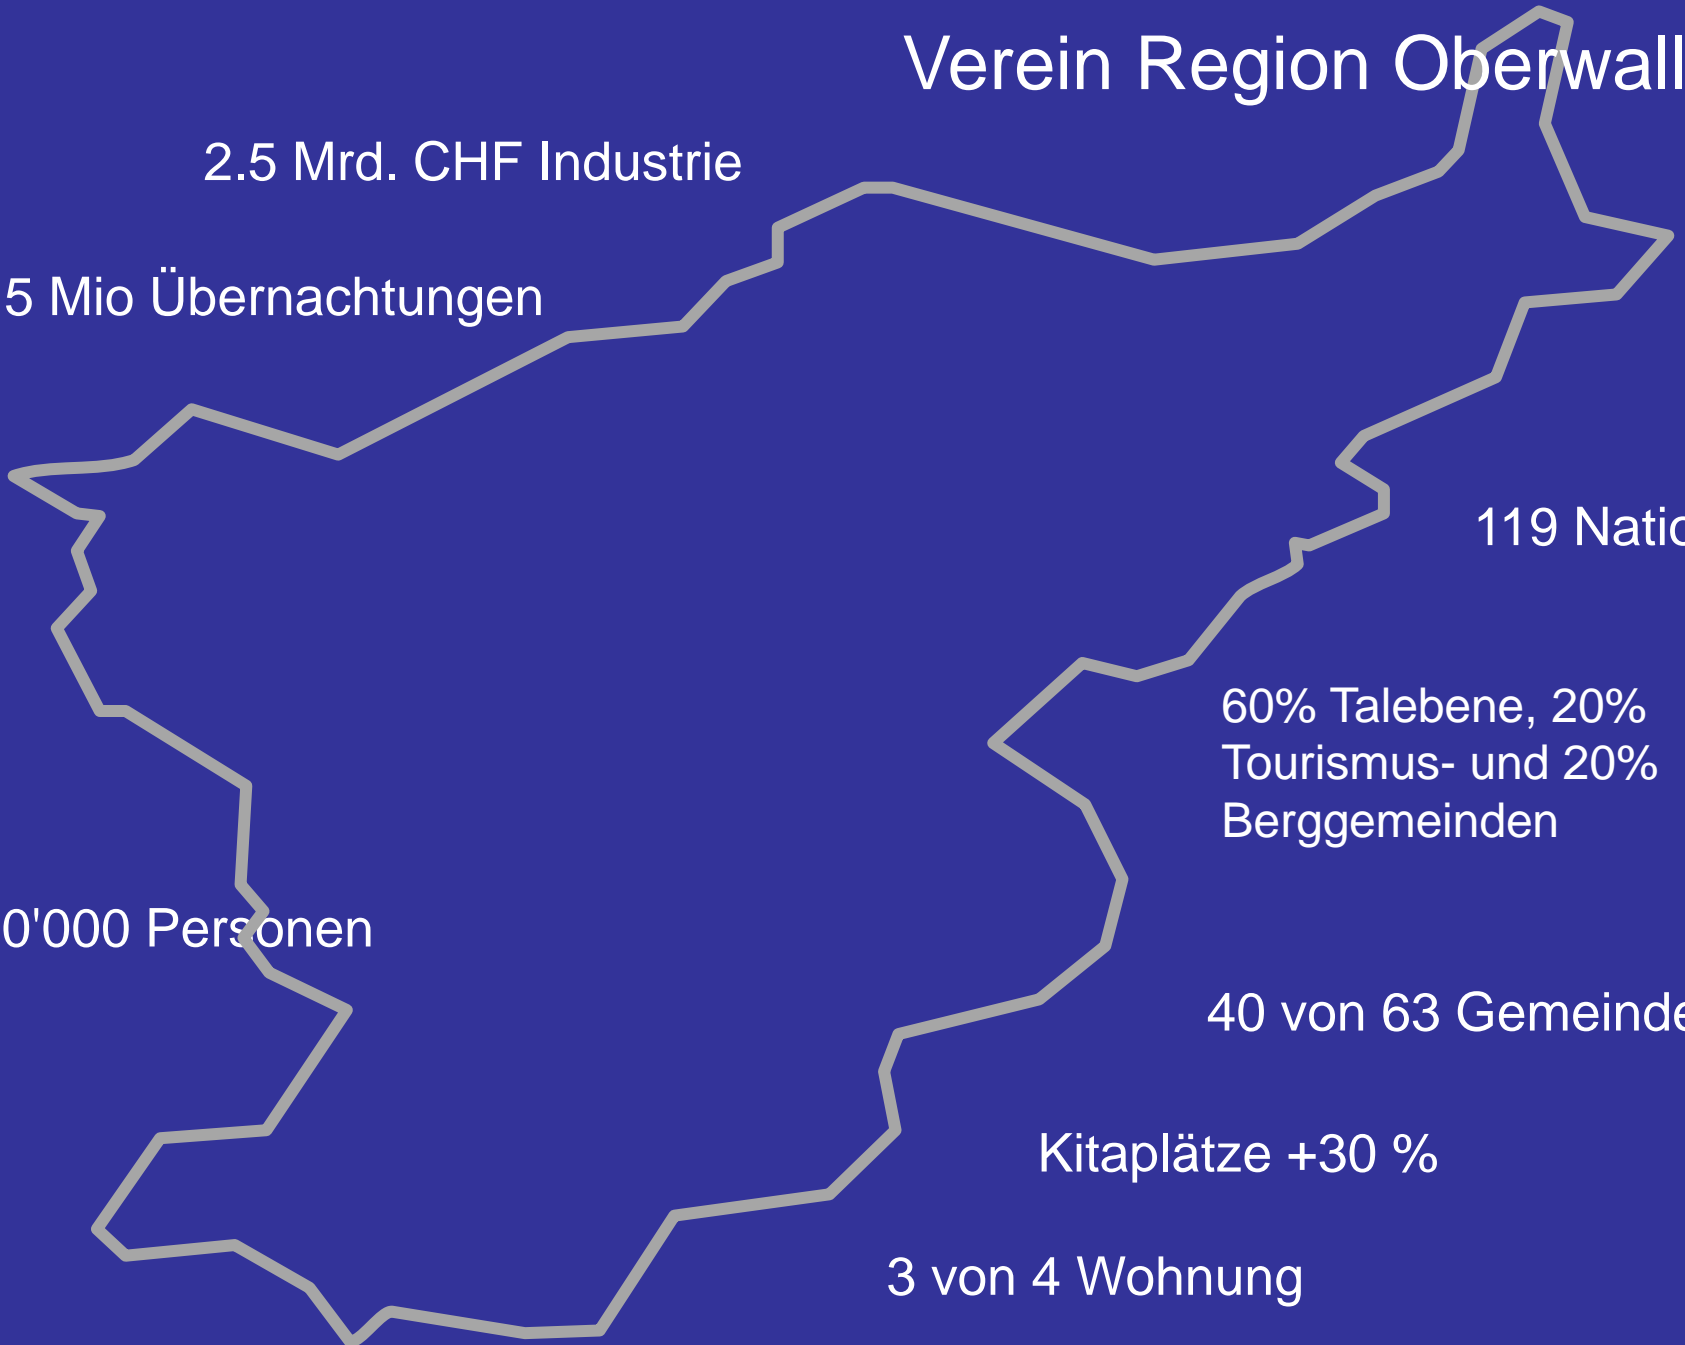 Verein Region Oberwall
2.5 Mrd. CHF Industrie
5 Mio Übernachtungen
119 Natio
60% Talebene, 20%
Tourismus- und 20%
Berggemeinden
0'000 Personen
40 von 63 Gemeinde
Kitaplätze +30 %
3 von 4 Wohnung